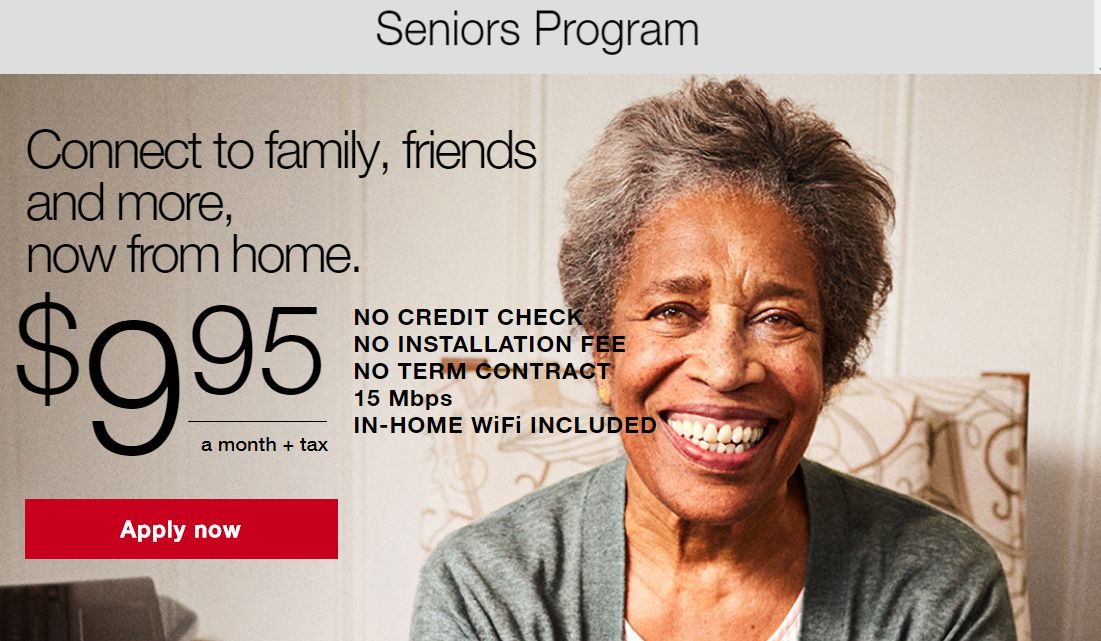 Seniors Program
Connect to family, friends
and more,
now from home.
$9.95
a month + tax
NO CREDIT CHECK
NO INSTALLATION FEE
NO TERM CONTRACT
15 Mbps
IN-HOME WiFi INCLUDED
Apply now